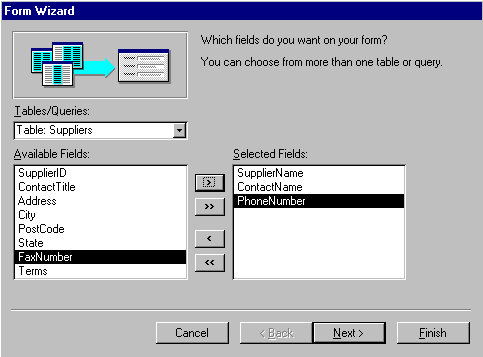 Form Wizard
Which fields do you want on your form?
You can choose from more than one table or query.
Tables/Queries:
Table: Suppliers
Available Fields:
Selected Fields:
SupplierID
ContactTitle
Address
City
PostCode
State
FaxNumber
Terms
>
>>
<
<<
SupplierName
ContactName
PhoneNumber
Cancel
< Back
Next >
Finish